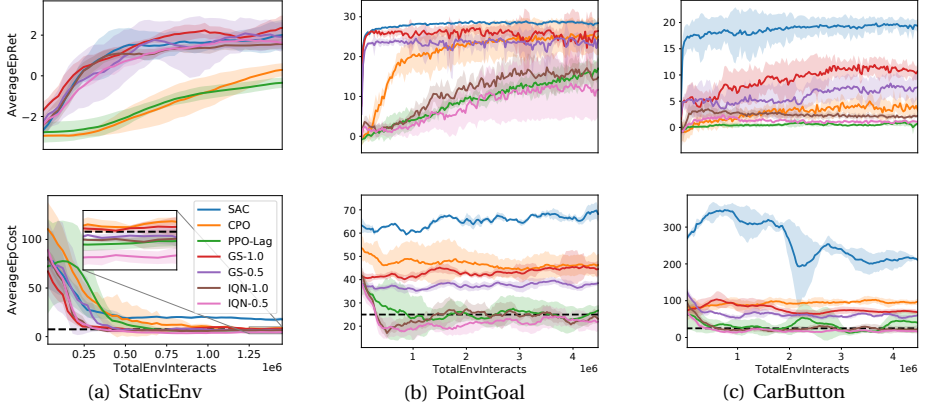 AverageEpRet
2
0
−2
30
20
10
0
20
15
10
5
0
AverageEpCost
100
50
0
0.25 0.50 0.75 1.00 1.25
1e6
TotalEnvInteracts
SAC
CPO
PPO-Lag
GS-1.0
GS-0.5
IQN-1.0
IQN-0.5
70
60
50
40
30
20
1 2 3 4
1e6
TotalEnvInteracts
300
200
100
0
1 2 3 4
1e6
TotalEnvInteracts
(a) StaticEnv
(b) PointGoal
(c) CarButton